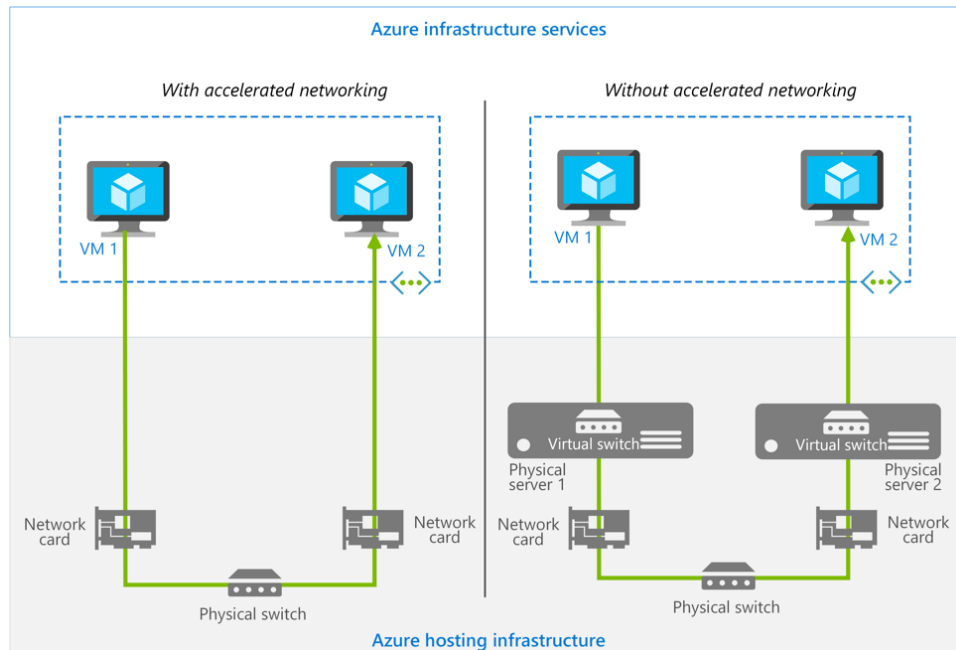 Azure infrastructure services
With accelerated networking
Without accelerated networking
VM 1
VM 2
VM 1
VM 2
Virtual switch
Virtual switch
Physical
server 1
Physical
server 2
Network
card
Network
card
Network
card
Network
card
Physical switch
Physical switch
Azure hosting infrastructure